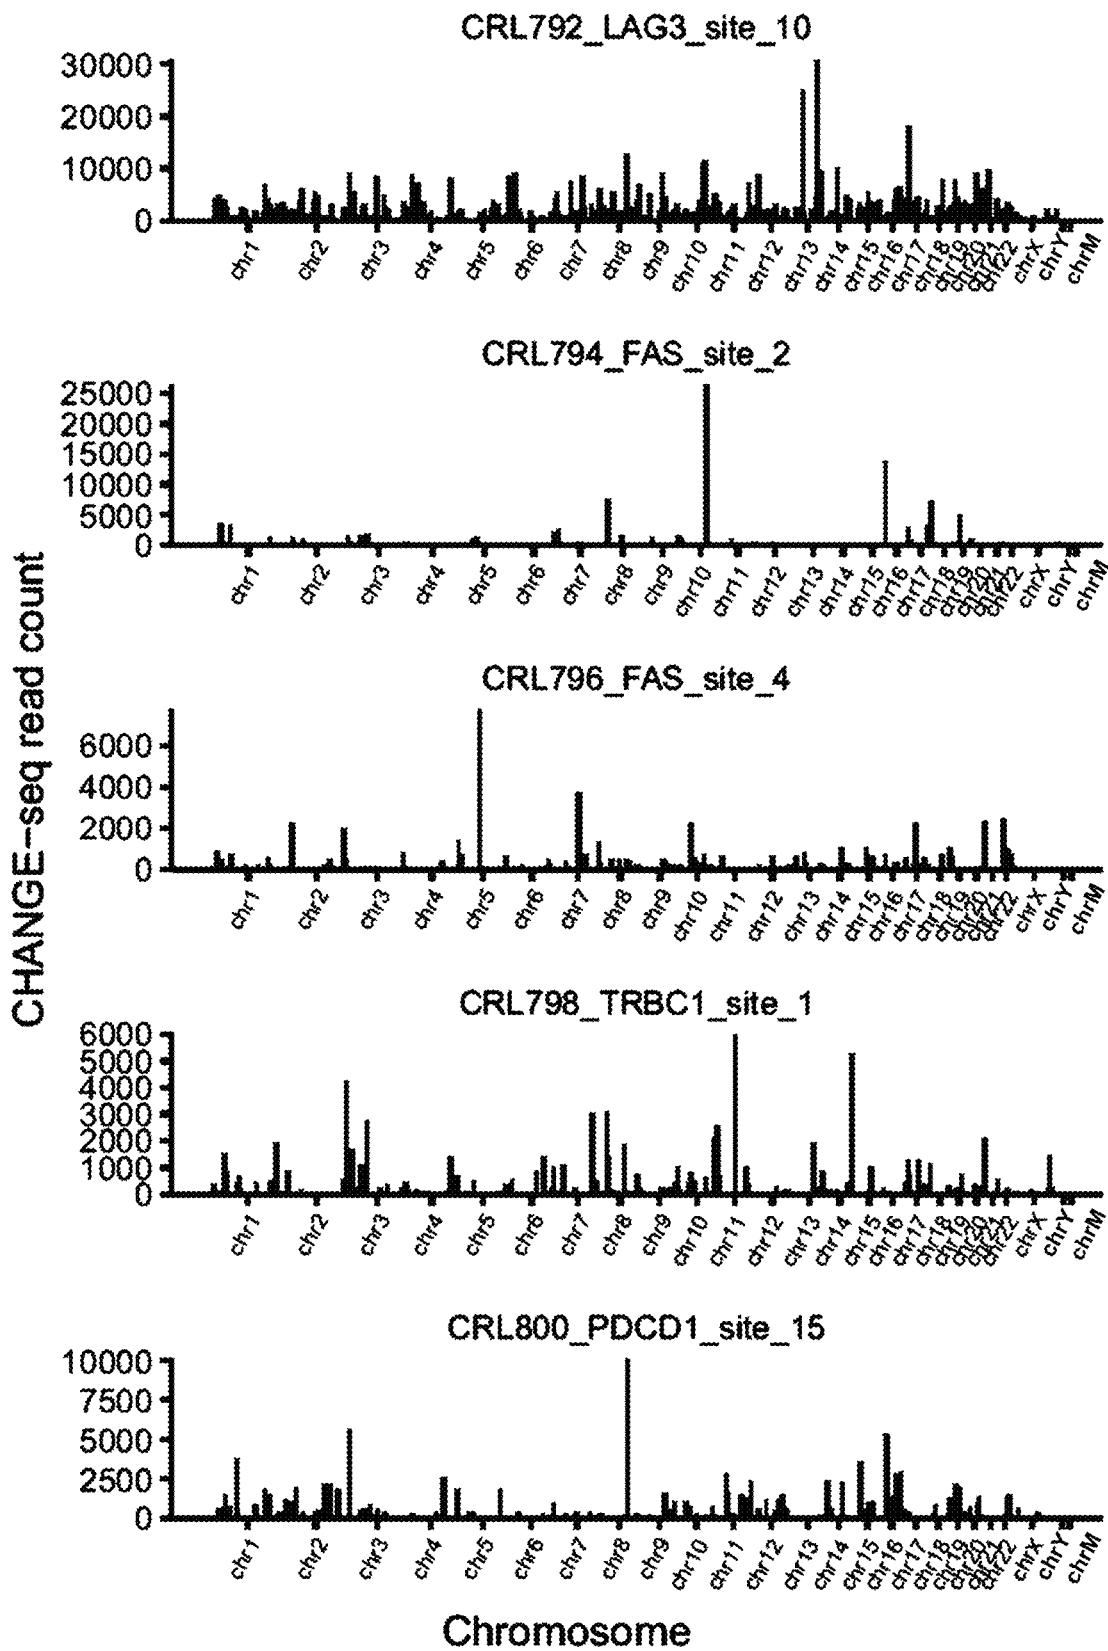 CRL792_LAG3_site_10
30000
20000
10000
0
chr1 chr2 chr3 chr4 chr5 chr6 chr7 chr8 chr9 chr10 chr11 chr12 chr13 chr14 chr15 chr16 chr17 chr18 chr19 chr20 chr21 chr22 chrX chrY chrM
CRL794_FAS_site_2
25000
20000
15000
10000
5000
0
chr1 chr2 chr3 chr4 chr5 chr6 chr7 chr8 chr9 chr10 chr11 chr12 chr13 chr14 chr15 chr16 chr17 chr18 chr19 chr20 chr21 chr22 chrX chrY chrM
CHANGE-seq read count
CRL796_FAS_site_4
6000
4000
2000
0
chr1 chr2 chr3 chr4 chr5 chr6 chr7 chr8 chr9 chr10 chr11 chr12 chr13 chr14 chr15 chr16 chr17 chr18 chr19 chr20 chr21 chr22 chrX chrY chrM
CRL798_TRBC1_site_1
6000
5000
4000
3000
2000
1000
0
chr1 chr2 chr3 chr4 chr5 chr6 chr7 chr8 chr9 chr10 chr11 chr12 chr13 chr14 chr15 chr16 chr17 chr18 chr19 chr20 chr21 chr22 chrX chrY chrM
CRL800_PDCD1_site_15
10000
7500
5000
2500
0
chr1 chr2 chr3 chr4 chr5 chr6 chr7 chr8 chr9 chr10 chr11 chr12 chr13 chr14 chr15 chr16 chr17 chr18 chr19 chr20 chr21 chr22 chrX chrY chrM
Chromosome